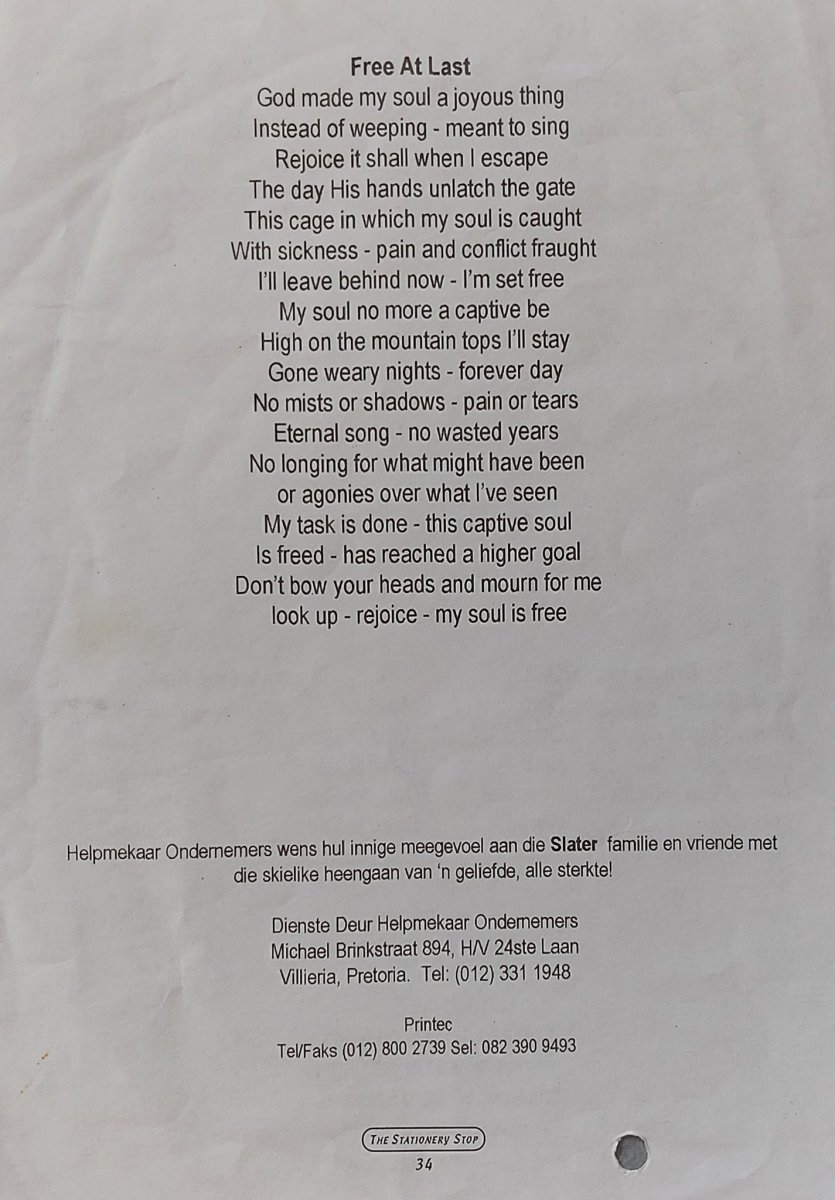 Free At Last
God made my soul a joyous thing
Instead of weeping - meant to sing
Rejoice it shall when I escape
The day His hands unlatch the gate
This cage in which my soul is caught
With sickness - pain and conflict fraught
I'll leave behind now - I'm set free
My soul no more a captive be
High on the mountain tops I'll stay
Gone weary nights - forever day
No mists or shadows - pain or tears
Eternal song - no wasted years
No longing for what might have been
or agonies over what I've seen
My task is done - this captive soul
Is freed - has reached a higher goal
Don't bow your heads and mourn for me
look up - rejoice - my soul is free
Helpmekaar Ondernemers wens hul innige meegevoel aan die Slater familie en vriende met
die skielike heengaan van 'n geliefde, alle sterkte!
Dienste Deur Helpmekaar Ondernemers
Michael Brinkstraat 894, H/V 24ste Laan
Villieria, Pretoria. Tel: (012) 331 1948
Printec
Tel/Faks (012) 800 2739 Sel: 082 390 9493
THE STATIONERY STOP
34